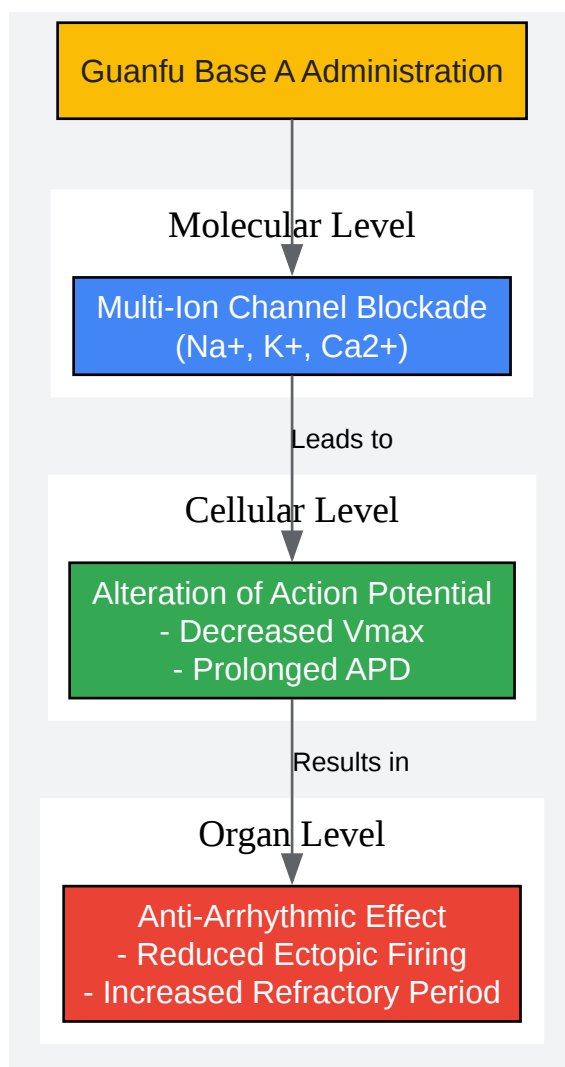 Guanfu Base A Administration
Molecular Level
Multi-Ion Channel Blockade
(Na+, K+, Ca2+)
Leads to
Cellular Level
Alteration of Action Potential
- Decreased Vmax
- Prolonged APD
Results in
Organ Level
Anti-Arrhythmic Effect
- Reduced Ectopic Firing
- Increased Refractory Period